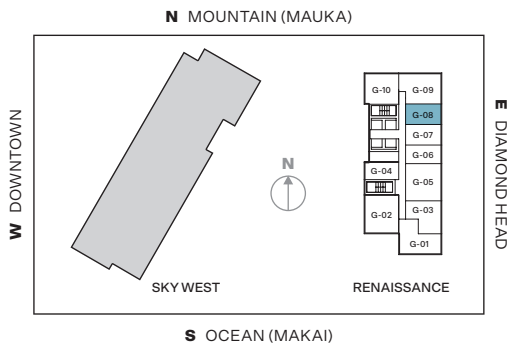 N MOUNTAIN (MAUKA)
W DOWNTOWN
E DIAMOND HEAD
G-10
G-09
G-08
G-07
G-06
G-04
G-05
G-02
G-03
G-01
N
SKY WEST
RENAISSANCE
S OCEAN (MAKAI)